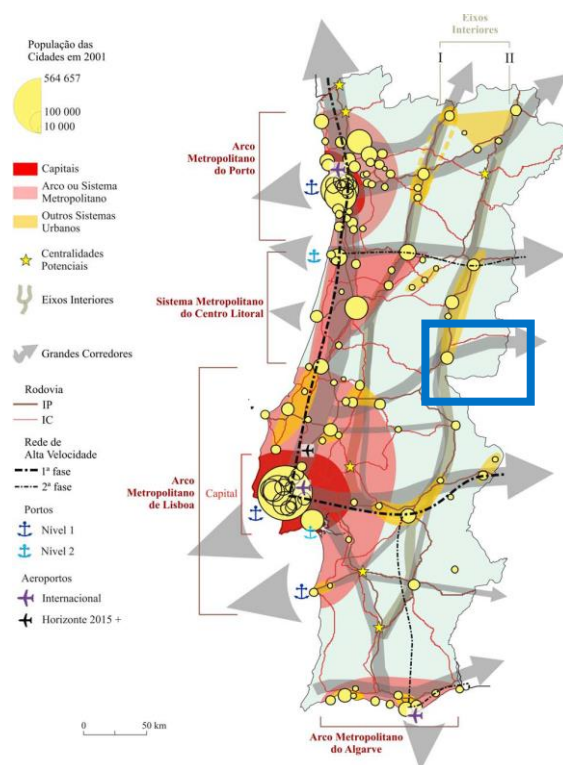 População das
Cidades em 2001
564 657
100 000
10 000
Capitais
Arco ou Sistema
Metropolitano
Outros Sistemas
Urbanos
Centralidades
Potenciais
Eixos Interiores
Grandes Corredores
Rodovia
IP
IC
Rede de
Alta Velocidade
1ª fase
2ª fase
Portos
Nível 1
Nível 2
Aeroportos
Internacional
Horizonte 2015 +
0
50 km
Eixos
Interiores
I
II
Arco
Metropolitano
do Porto
Sistema Metropolitano
do Centro Litoral
Arco
Metropolitano
de Lisboa
Capital
Arco Metropolitano
do Algarve